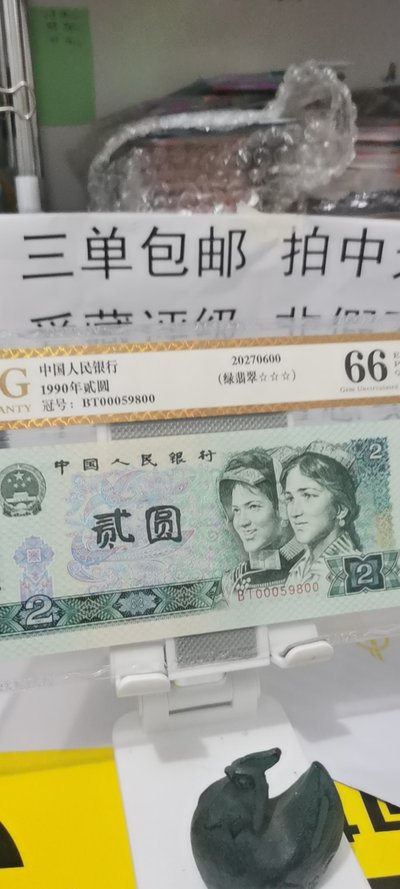 三单包邮 拍中
G
ANTY
中国人民银行
1990年贰圆
冠号：BT00059800
20270600
(绿翡翠☆☆☆)
66 E
Gem Uncirculated
中国人民银行
贰圆
2
BT00059800
2
2